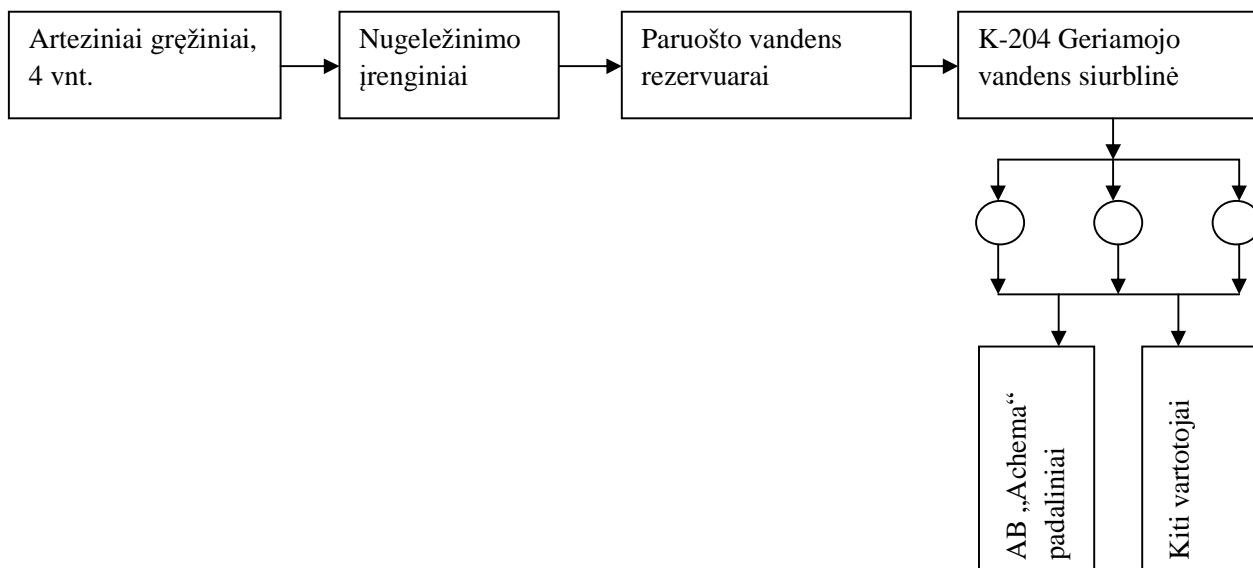 Arteziniai gręžiniai,
4 vnt.
Nugeležinimo
įrenginiai
Paruošto vandens
rezervuarai
K-204 Geriamojo
vandens siurblinė
AB „Achema“
padaliniai
Kiti vartotojai